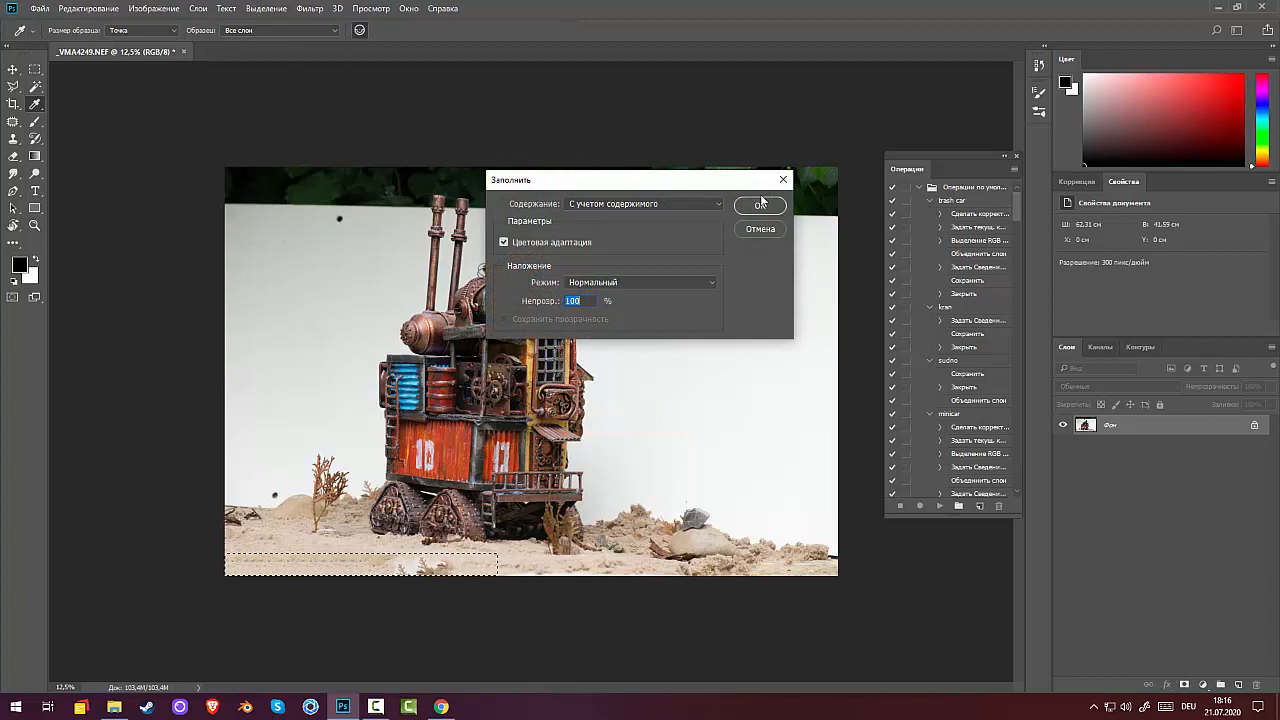 Файл Редактирование Изображение Слои Текст Выделение Фильтр 3D Просмотр Окно Справка
Размер образца: Точка Образец: Все слои
_VMA4249.NEF @ 12,5% (RGB/8) *
Заполнить
Содержание: С учетом содержимого
ОК
Параметры
Отмена
Цветовая адаптация
Наложение
Режим: Нормальный
Непрозр.: 100 %
Сохранить прозрачность
Операции
Операции по умол...
trash car
Сделать коррект...
Задать текущ. к...
Выделение RGB ...
Объединить слои
Задать Сведени...
Сохранить
Закрыть
kran
Задать Сведени...
Сохранить
Закрыть
sudno
Сохранить
Закрыть
Объединить слои
minicar
Сделать коррект...
Задать текущ. к...
Выделение RGB ...
Задать Сведени...
Объединить слои
Задать Сведени...
Цвет
Коррекция Свойства
Свойства документа
Ш: 62,31 см В: 41,59 см
X: 0 см Y: 0 см
Разрешение: 300 пикс/дюйм
Слои Каналы Контуры
Вид
Обычные Непрозрачность: 100%
Закрепить: Заливка: 100%
Фон
12,5% Док: 103,4M/103,4M
DEU
18:16
21.07.2020